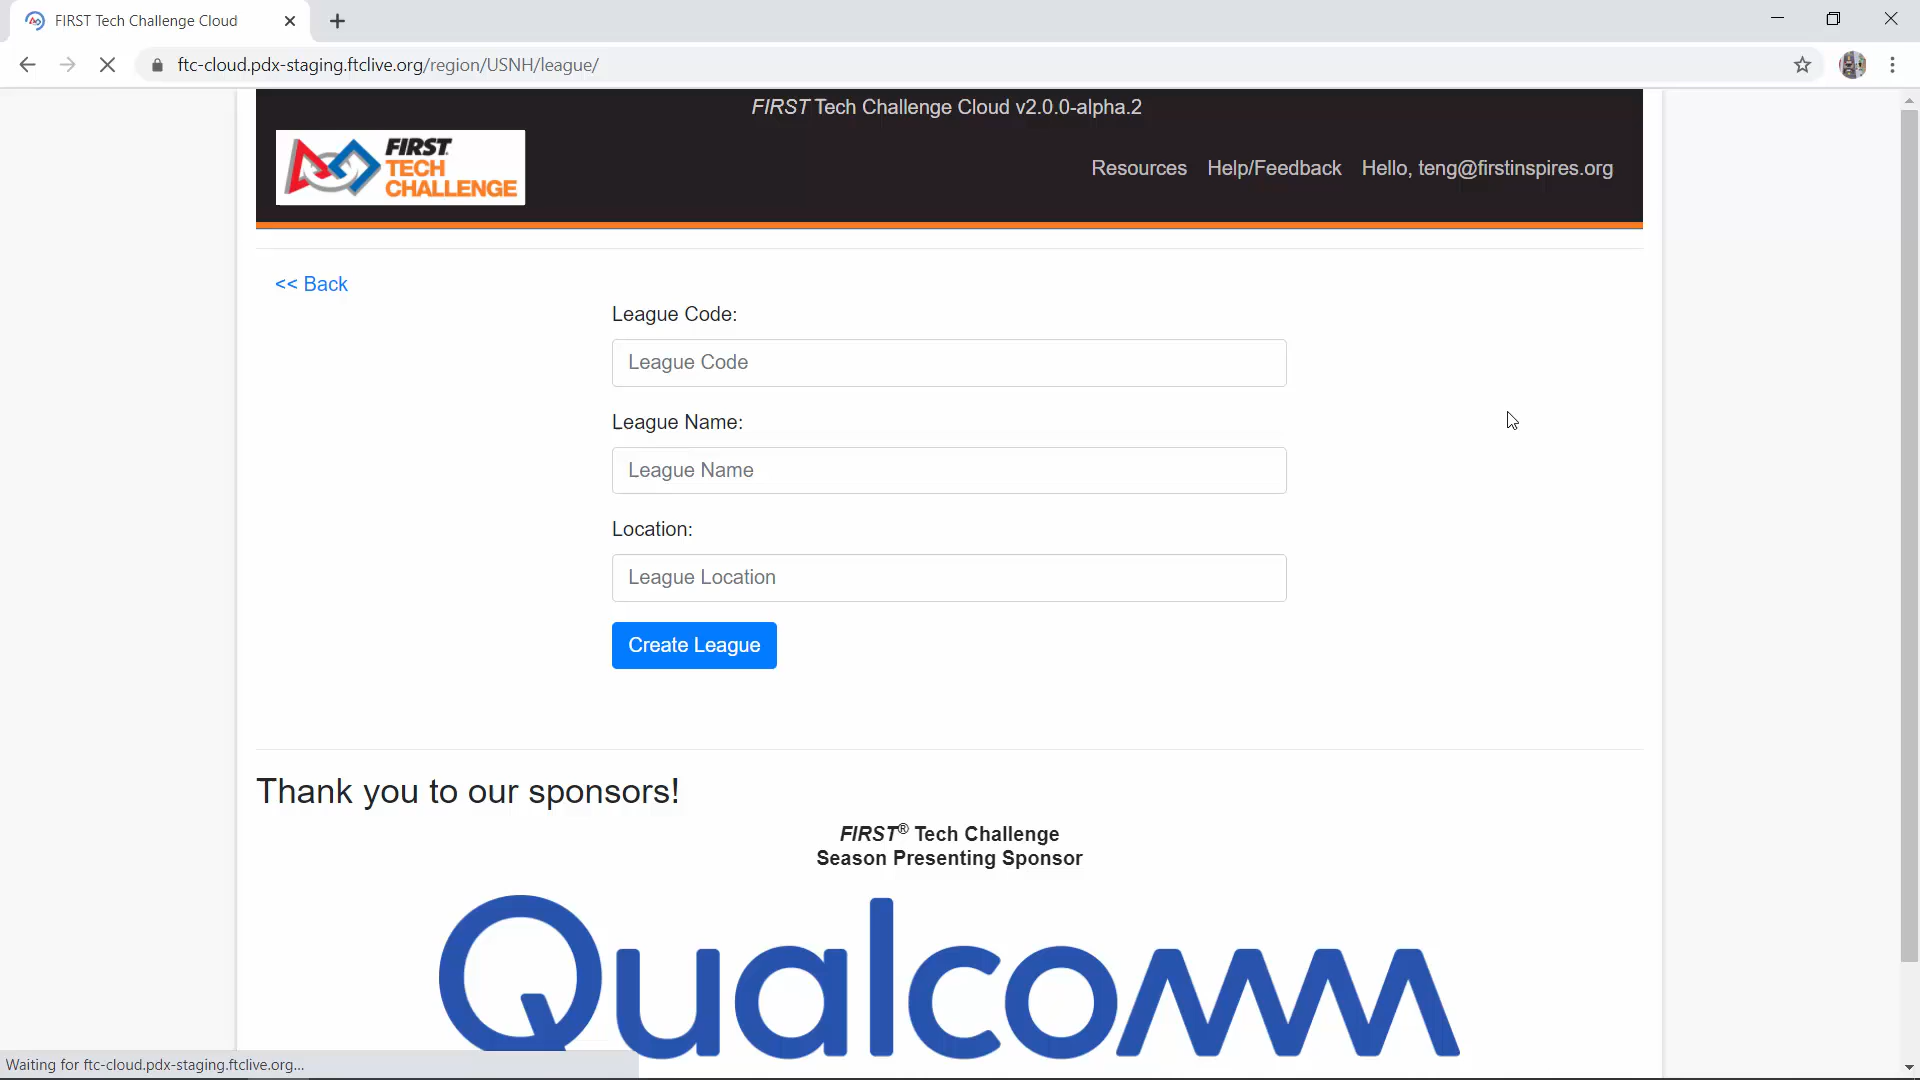 FIRST Tech Challenge Cloud
ftc-cloud.pdx-staging.ftclive.org/region/USNH/league/
FIRST Tech Challenge Cloud v2.0.0-alpha.2
FIRST
TECH
CHALLENGE
Resources Help/Feedback Hello, teng@firstinspires.org
<< Back
League Code:
League Code
League Name:
League Name
Location:
League Location
Create League
Thank you to our sponsors!
FIRST® Tech Challenge
Season Presenting Sponsor
Qualcomm
Waiting for ftc-cloud.pdx-staging.ftclive.org...